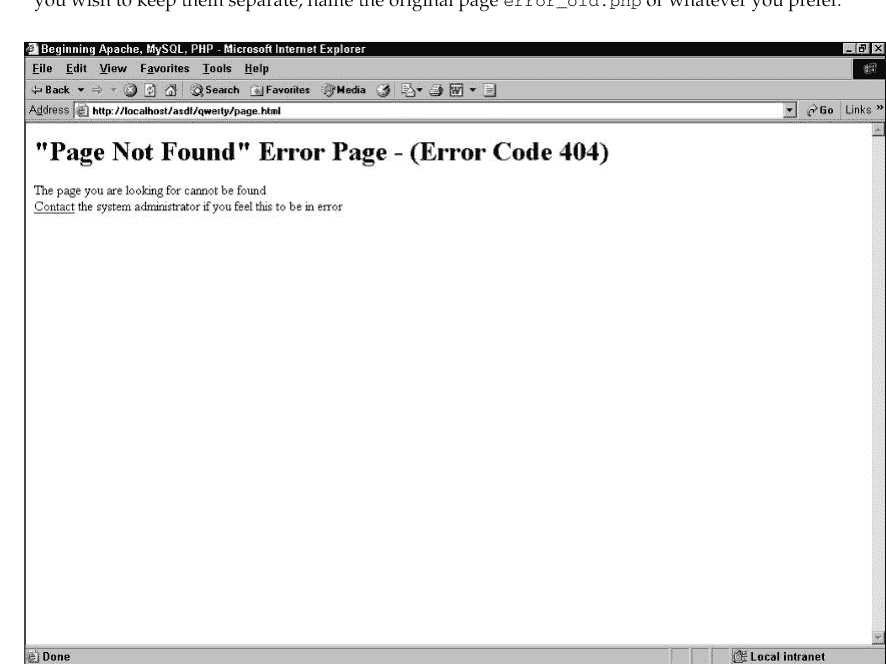 you wish to keep them separate, name the original page error_old.php or whatever you prefer.
Beginning Apache, MySQL, PHP - Microsoft Internet Explorer
File Edit View Favorites Tools Help
Back Search Favorites Media
Address http://localhost/asdf/qwerty/page.html Go Links »
"Page Not Found" Error Page - (Error Code 404)
The page you are looking for cannot be found
Contact the system administrator if you feel this to be in error
Done Local intranet